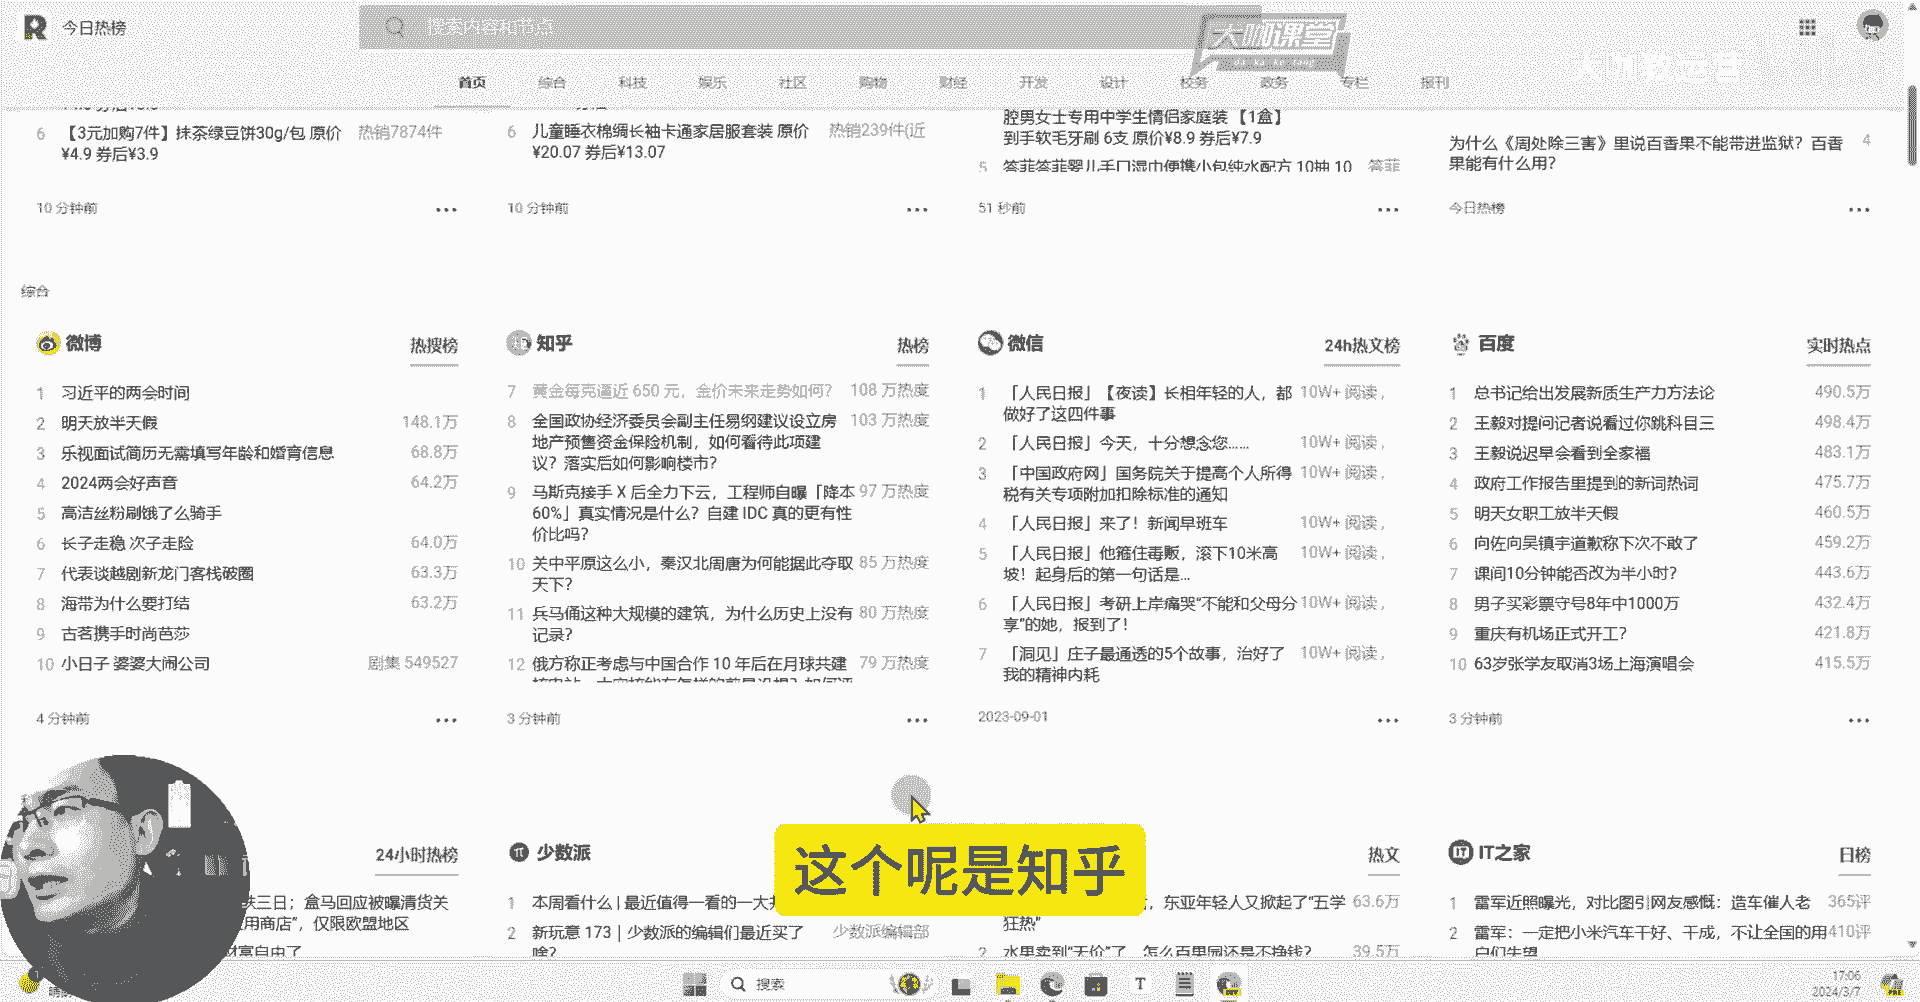 今日热榜
搜索内容和节点
大咖课堂
da ka ke tang
首页 综合 科技 娱乐 社区 购物 财经 开发 设计 校务 政务 专栏 报刊
6 【3元加购7件】抹茶绿豆饼30g/包 原价 热销7874件
¥4.9 券后¥3.9
10 分钟前
6 儿童睡衣棉绸长袖卡通家居服套装 原价 热销239件(近
¥20.07 券后¥13.07
10 分钟前
腔男女士专用中学生情侣家庭装 【1盒】
到手软毛牙刷 6支 原价¥8.9 券后¥7.9
5 答菲答菲婴儿手口湿巾便携小包纯水配方 10抽 10 答菲
51 秒前
为什么《周处除三害》里说百香果不能带进监狱？百香 4
果能有什么用？
今日热榜
综合
微博 热搜榜
1 习近平的两会时间
2 明天放半天假 148.1万
3 乐视面试简历无需填写年龄和婚育信息 68.8万
4 2024两会好声音 64.2万
5 高洁丝粉刷饿了么骑手
6 长子走稳 次子走险 64.0万
7 代表谈越剧新龙门客栈破圈 63.3万
8 海带为什么要打结 63.2万
9 古茗携手时尚芭莎
10 小日子 婆婆大闹公司 剧集 549527
4 分钟前
知乎 热榜
7 黄金每克逼近 650 元，金价未来走势如何？ 108 万热度
8 全国政协经济委员会副主任易纲建议设立房 103 万热度
地产预售资金保险机制，如何看待此项建
议？落实后如何影响楼市？
9 马斯克接手 X 后全力下云，工程师自曝「降本 97 万热度
60%」真实情况是什么？自建 IDC 真的更有性
价比吗？
10 关中平原这么小，秦汉北周唐为何能据此夺取 85 万热度
天下？
11 兵马俑这种大规模的建筑，为什么历史上没有 80 万热度
记录？
12 俄方称正考虑与中国合作 10 年后在月球共建 79 万热度
3 分钟前
微信 24h热文榜
1 「人民日报」【夜读】长相年轻的人，都 10W+ 阅读，
做好了这四件事
2 「人民日报」今天，十分想念您…… 10W+ 阅读，
3 「中国政府网」国务院关于提高个人所得 10W+ 阅读，
税有关专项附加扣除标准的通知
4 「人民日报」来了！新闻早班车 10W+ 阅读，
5 「人民日报」他箍住毒贩，滚下10米高 10W+ 阅读，
坡！起身后的第一句话是...
6 「人民日报」考研上岸痛哭“不能和父母分 10W+ 阅读，
享”的她，报到了！
7 「洞见」庄子最通透的5个故事，治好了 10W+ 阅读，
我的精神内耗
2023-09-01
百度 实时热点
1 总书记给出发展新质生产力方法论 490.5万
2 王毅对提问记者说看过你跳科目三 498.4万
3 王毅说迟早会看到全家福 483.1万
4 政府工作报告里提到的新词热词 475.7万
5 明天女职工放半天假 460.5万
6 向佐向吴镇宇道歉称下次不敢了 459.2万
7 课间10分钟能否改为半小时？ 443.6万
8 男子买彩票守号8年中1000万 432.4万
9 重庆有机场正式开工？ 421.8万
10 63岁张学友取消3场上海演唱会 415.5万
3 分钟前
24小时热榜
三日；盒马回应被曝清货关
用商店”，仅限欧盟地区
财富自由了
少数派
1 本周看什么 | 最近值得一看的一大
2 新玩意 173 | 少数派的编辑们最近买了 少数派编辑部
啥？
热文
，东亚年轻人又掀起了“五学 63.6万
狂热”
2 水果卖到“天价”了，怎么百果园还是不挣钱？ 39.5万
IT之家 日榜
1 雷军近照曝光，对比图引网友感慨：造车催人老 365评
2 雷军：一定把小米汽车干好、干成，不让全国的用 410评
户们失望
这个呢是知乎
搜索
17:06
2024/3/7